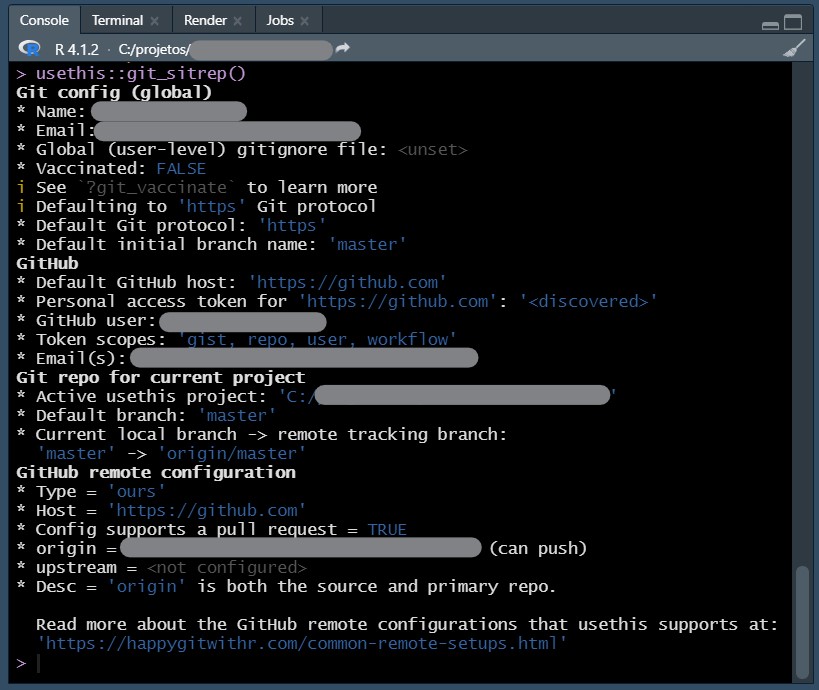 Console Terminal × Render × Jobs ×
R 4.1.2 · C:/projetos/
> usethis::git_sitrep()
Git config (global)
* Name:
* Email:
* Global (user-level) gitignore file: <unset>
* Vaccinated: FALSE
i See `?git_vaccinate` to learn more
i Defaulting to 'https' Git protocol
* Default Git protocol: 'https'
* Default initial branch name: 'master'
GitHub
* Default GitHub host: 'https://github.com'
* Personal access token for 'https://github.com': '<discovered>'
* GitHub user:
* Token scopes: 'gist, repo, user, workflow'
* Email(s):
Git repo for current project
* Active usethis project: 'C:/'
* Default branch: 'master'
* Current local branch -> remote tracking branch:
'master' -> 'origin/master'
GitHub remote configuration
* Type = 'ours'
* Host = 'https://github.com'
* Config supports a pull request = TRUE
* origin = (can push)
* upstream = <not configured>
* Desc = 'origin' is both the source and primary repo.
Read more about the GitHub remote configurations that usethis supports at:
'https://happygitwithr.com/common-remote-setups.html'
>